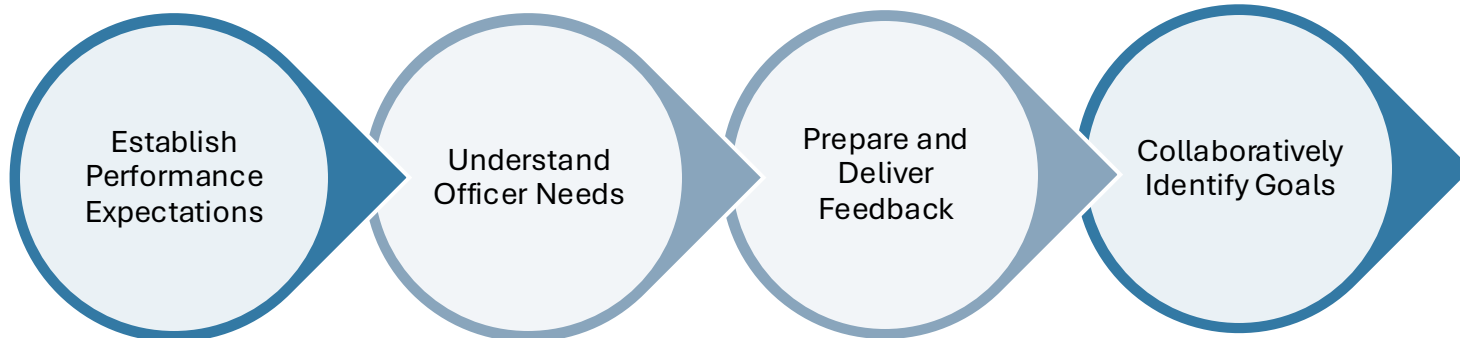 Establish
Performance
Expectations
Understand
Officer Needs
Prepare and
Deliver
Feedback
Collaboratively
Identify Goals